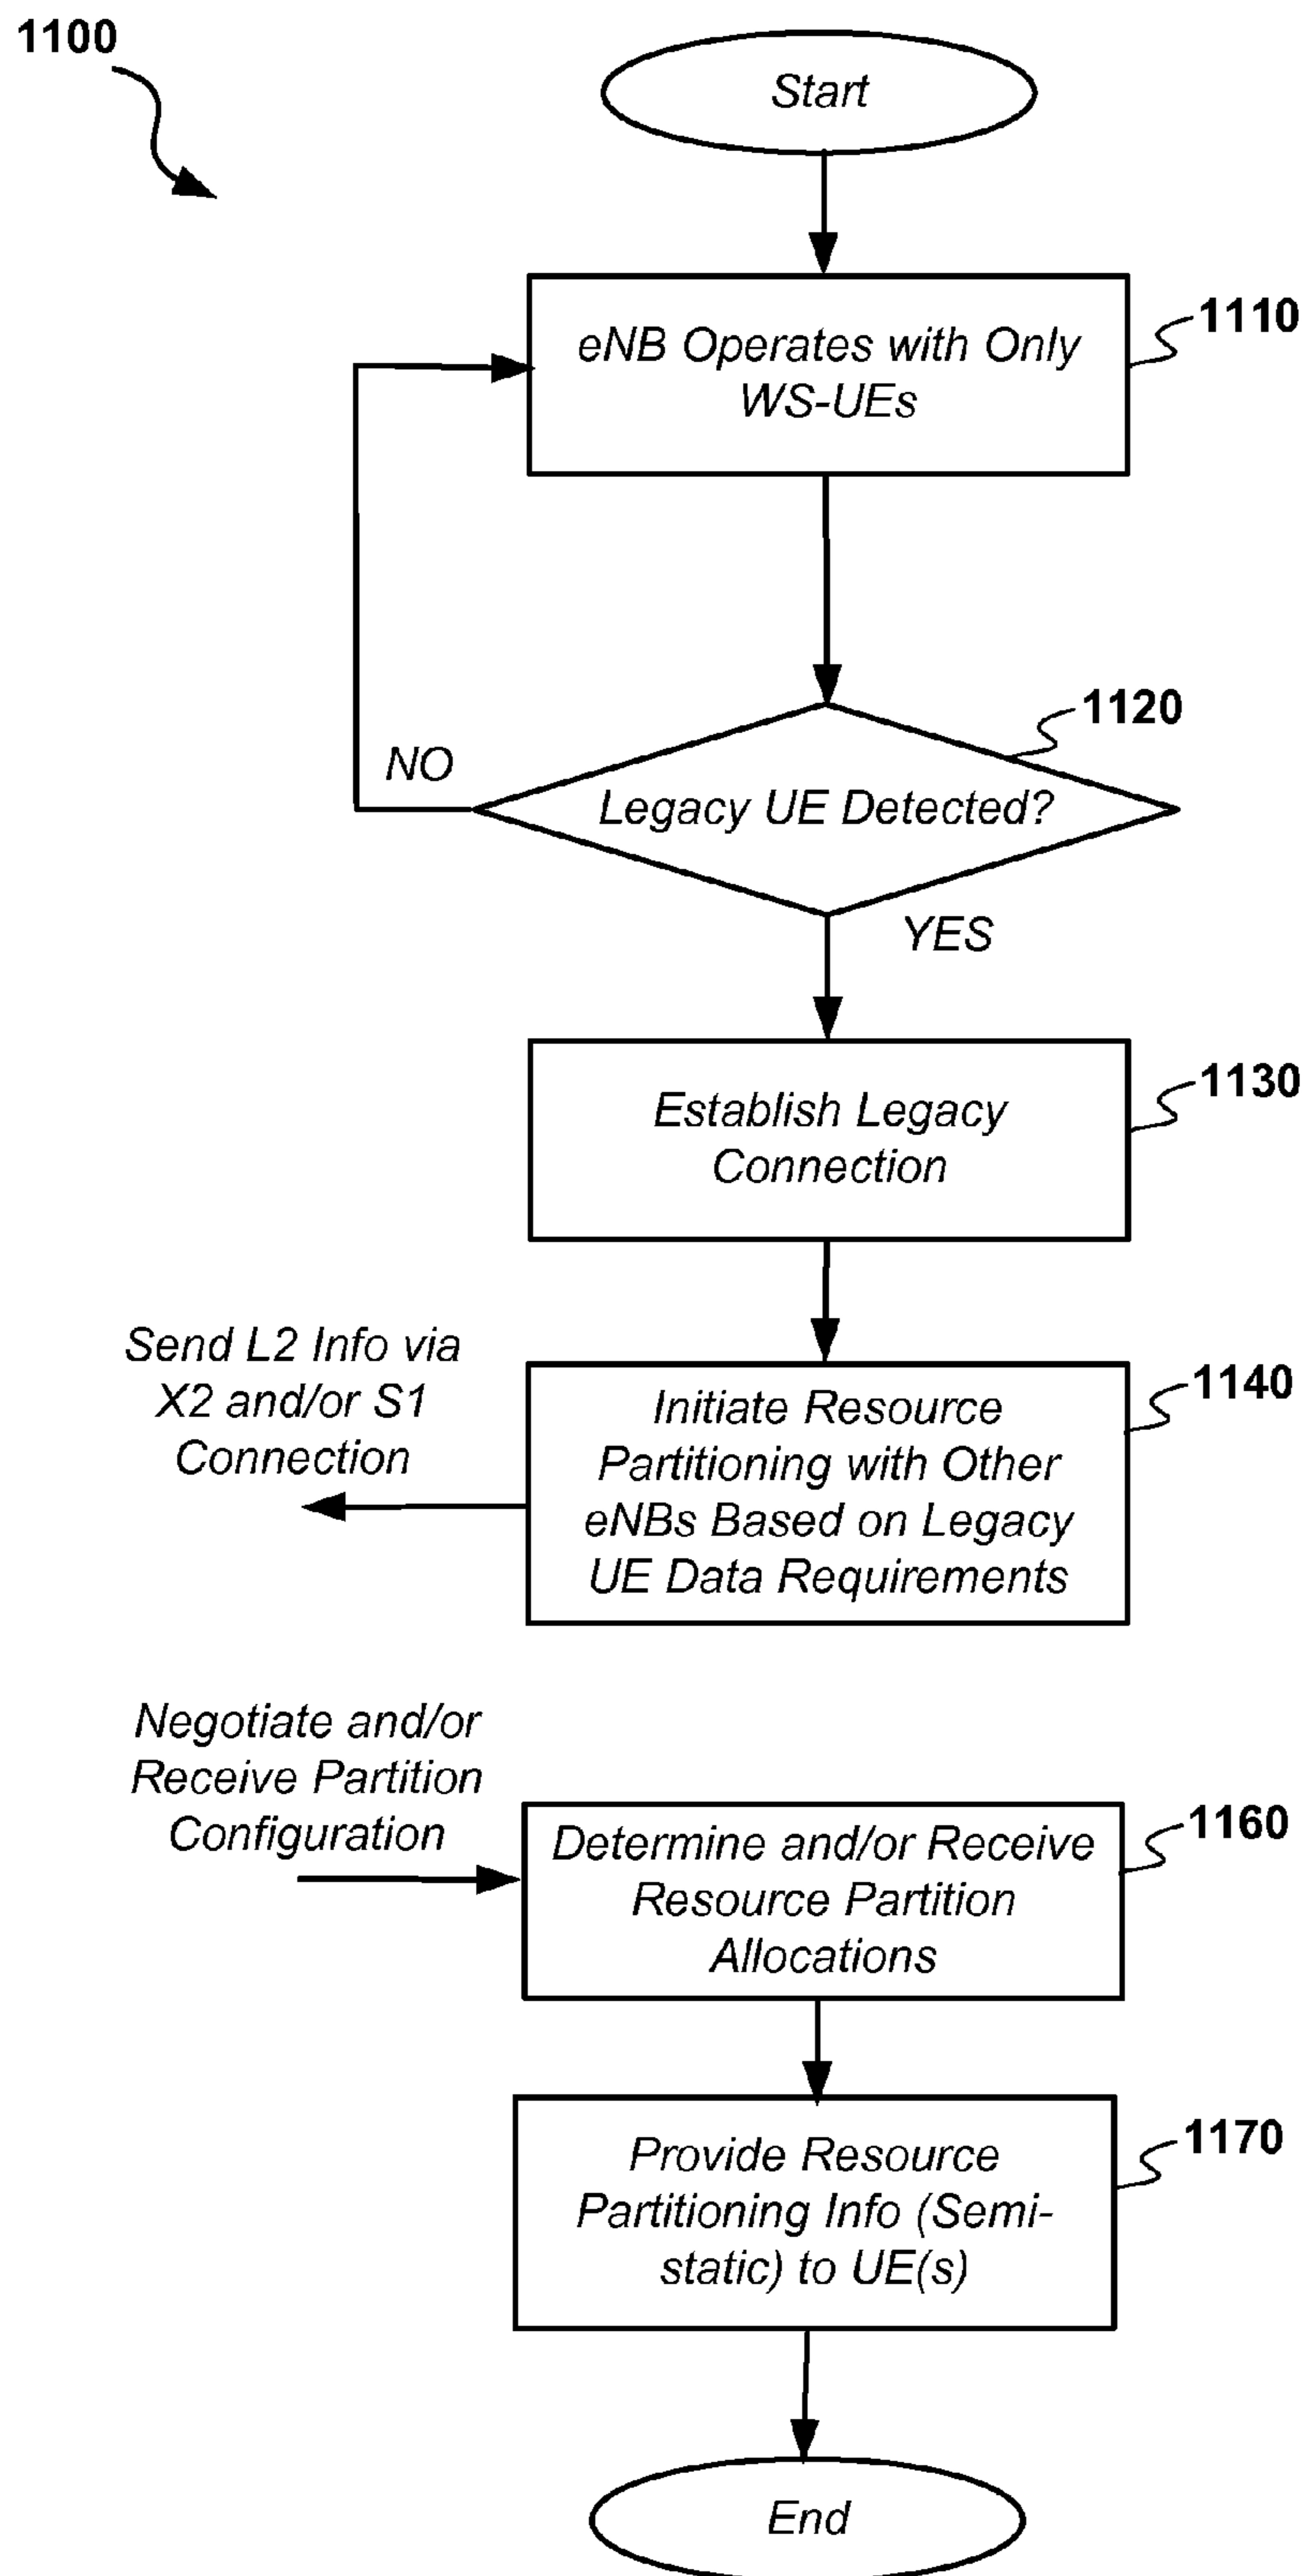 1100
Start
eNB Operates with Only
WS-UEs
1110
1120
NO
Legacy UE Detected?
YES
Establish Legacy
Connection
1130
Send L2 Info via
X2 and/or S1
Connection
Initiate Resource
Partitioning with Other
eNBs Based on Legacy
UE Data Requirements
1140
Negotiate and/or
Receive Partition
Configuration
Determine and/or Receive
Resource Partition
Allocations
1160
Provide Resource
Partitioning Info (Semi-
static) to UE(s)
1170
End